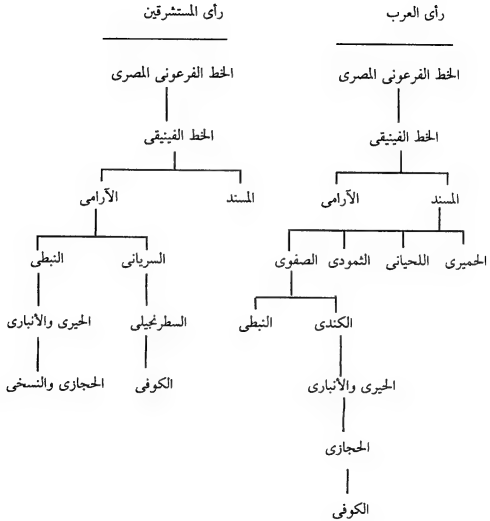 رأى العرب
رأى المستشرقين
الخط الفرعونى المصرى
الخط الفرعونى المصرى
الخط الفينيقى
الخط الفينيقى
المسند
الآرامى
المسند
الآرامى
الحميرى
اللحيانى
الثمودى
الصفوى
السريانى
النبطى
الكندى
النبطى
السطرنجيلى
الحيرى والأنبارى
الحيرى والأنبارى
الكوفى
الحجازى والنسخى
الحجازى
الكوفى